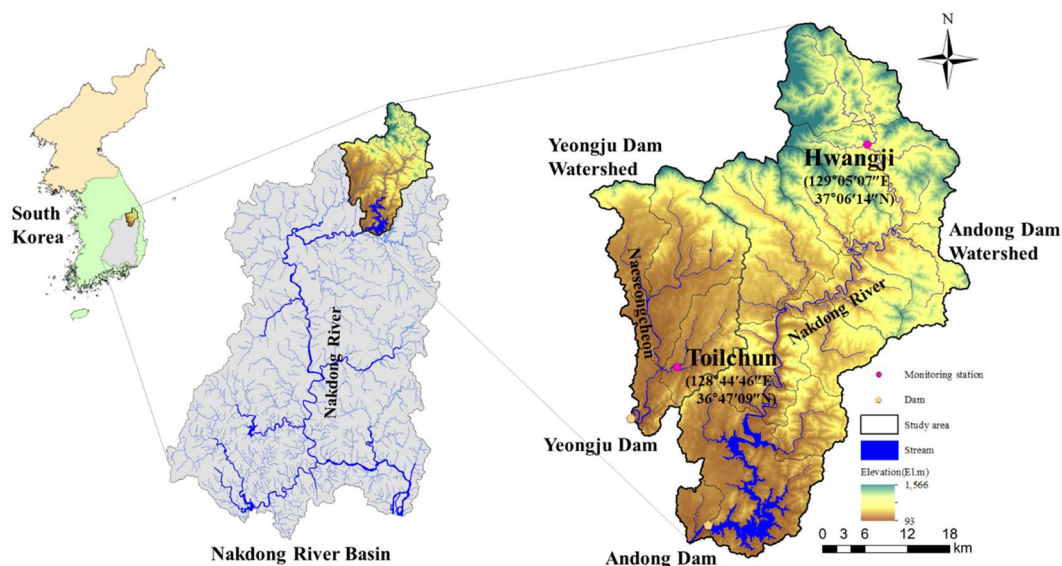 South
Korea
Nakdong River
Nakdong River Basin
N
Yeongju Dam
Watershed
Hwangji
(129°05′07″E
37°06′14″N)
Andong Dam
Watershed
Naeseongcheon
Nakdong River
Toilchun
(128°44′46″E
36°47′09″N)
Yeongju Dam
Andong Dam
Monitoring station
Dam
Study area
Stream
Elevation(El.m)
1,566
93
0 3 6 12 18
km